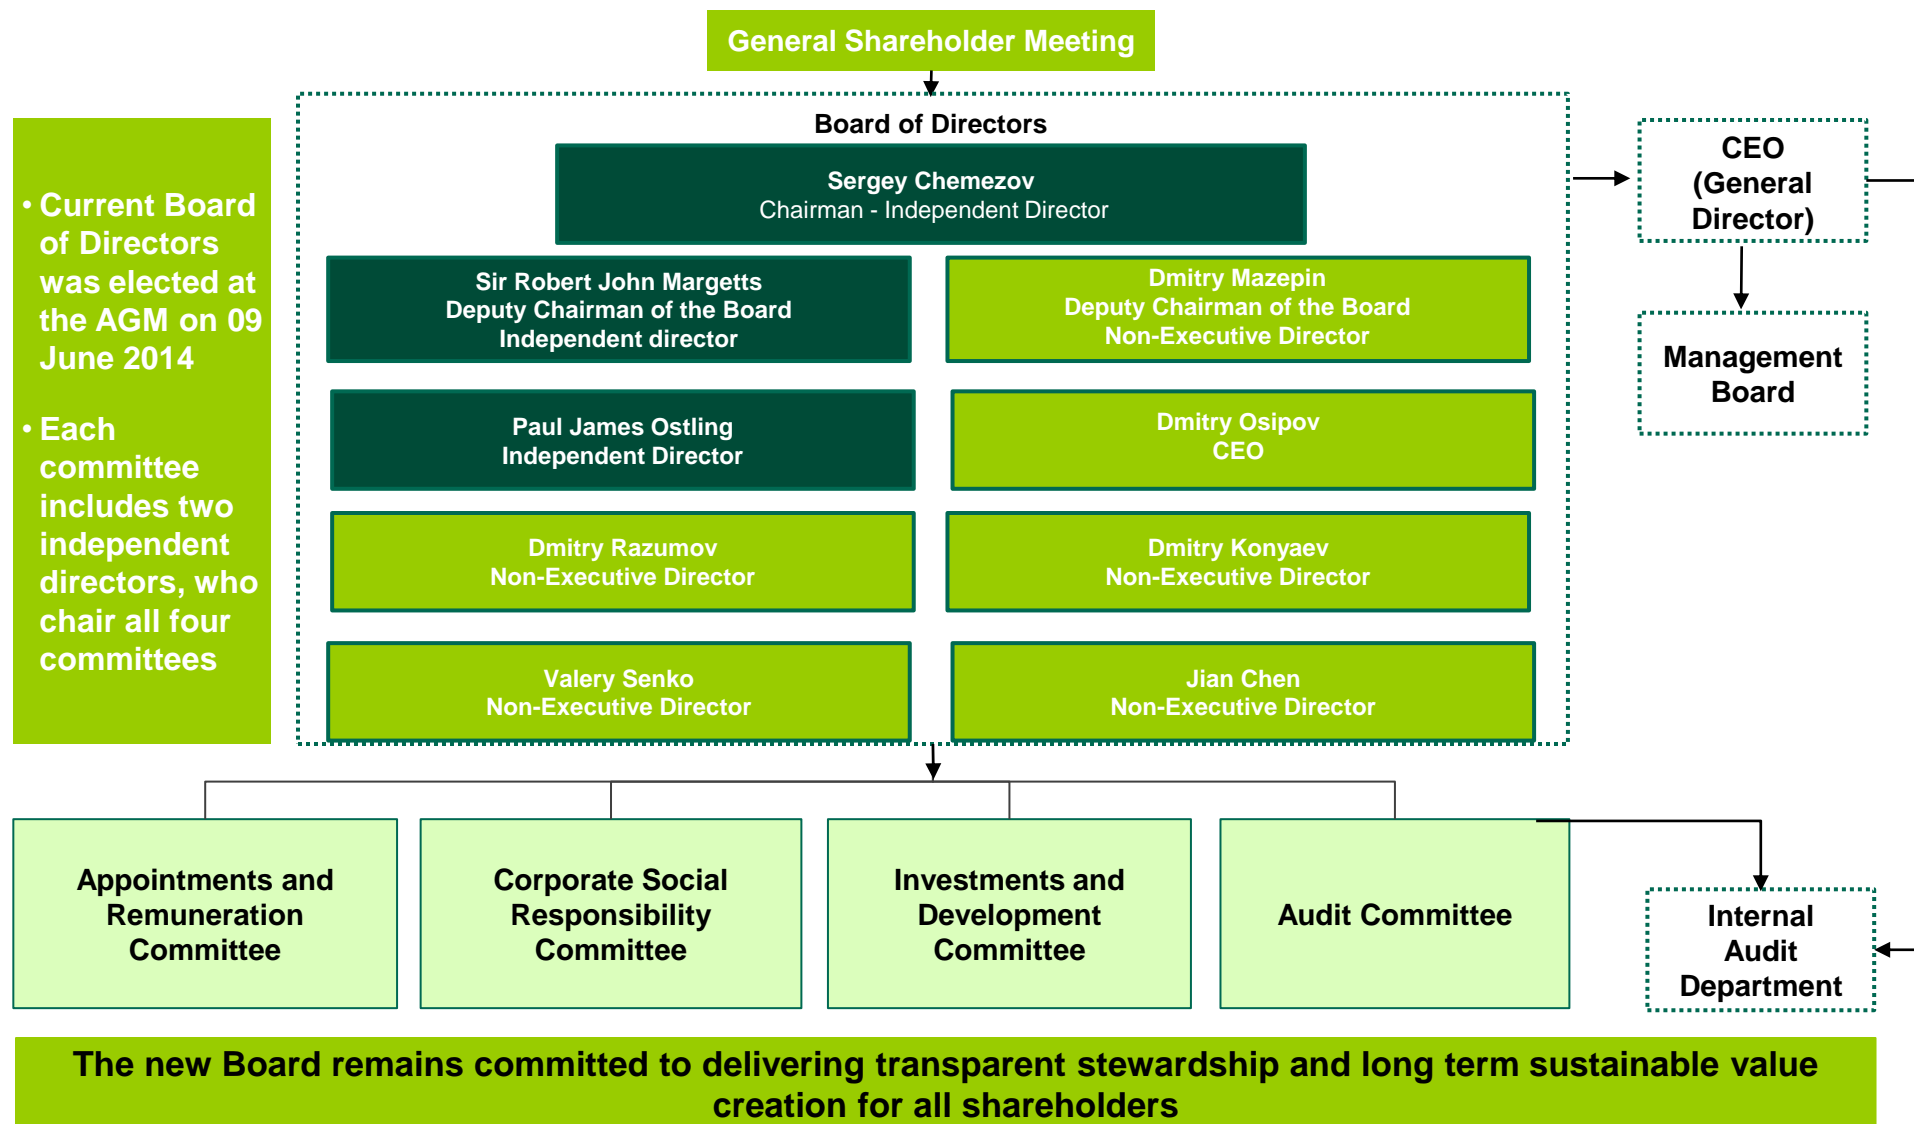 General Shareholder Meeting
• Current Board
of Directors
was elected at
the AGM on 09
June 2014
• Each
committee
includes two
independent
directors, who
chair all four
committees
Board of Directors
Sergey Chemezov
Chairman - Independent Director
Sir Robert John Margetts
Deputy Chairman of the Board
Independent director
Dmitry Mazepin
Deputy Chairman of the Board
Non-Executive Director
Paul James Ostling
Independent Director
Dmitry Osipov
CEO
Dmitry Razumov
Non-Executive Director
Dmitry Konyaev
Non-Executive Director
Valery Senko
Non-Executive Director
Jian Chen
Non-Executive Director
CEO
(General
Director)
Management
Board
Appointments and
Remuneration
Committee
Corporate Social
Responsibility
Committee
Investments and
Development
Committee
Audit Committee
Internal
Audit
Department
The new Board remains committed to delivering transparent stewardship and long term sustainable value
creation for all shareholders